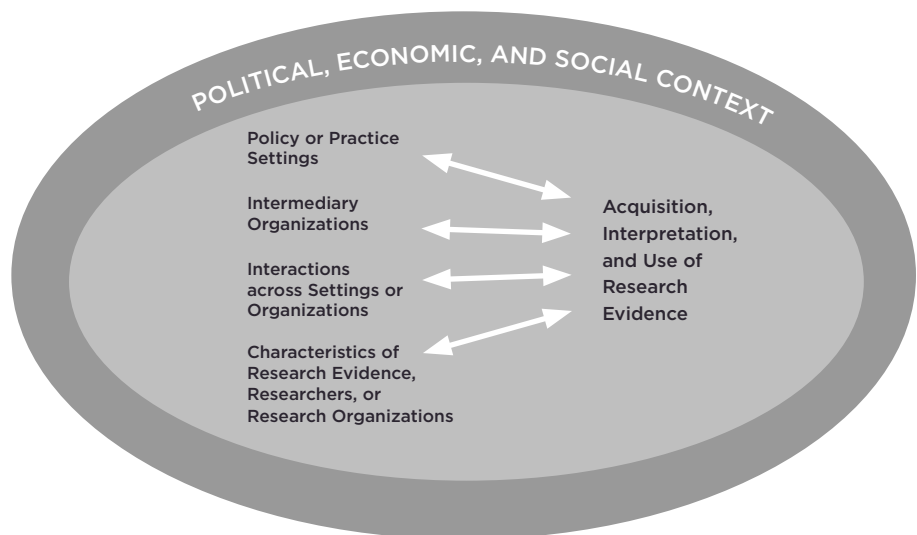 POLITICAL, ECONOMIC, AND SOCIAL CONTEXT
Policy or Practice
Settings
Intermediary
Organizations
Interactions
across Settings or
Organizations
Characteristics of
Research Evidence,
Researchers, or
Research Organizations
Acquisition,
Interpretation,
and Use of
Research
Evidence